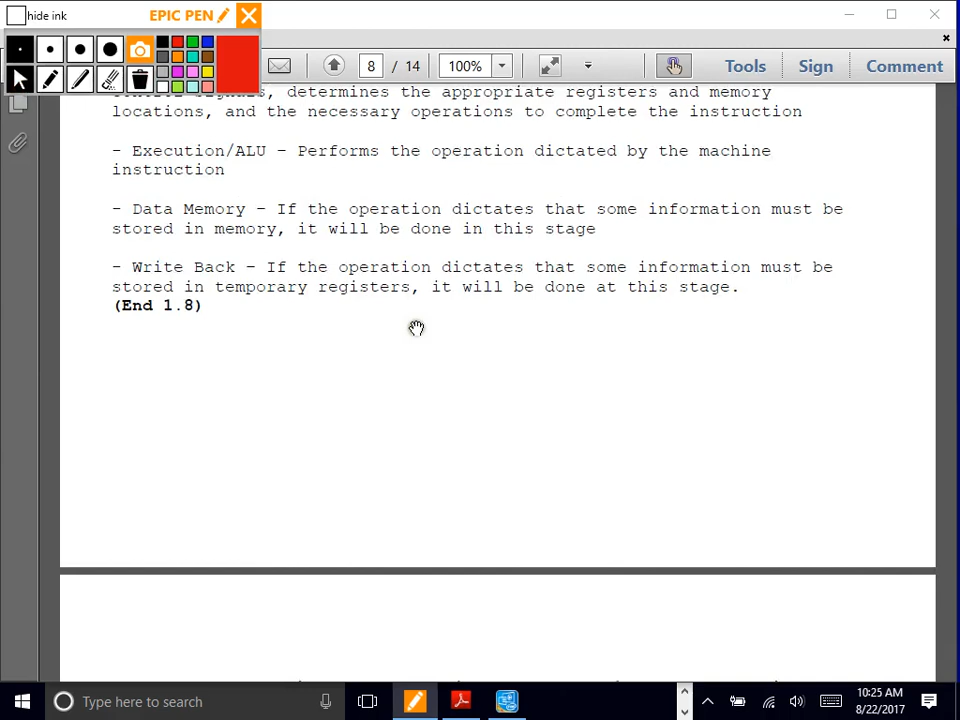 hide ink
EPIC PEN
8 / 14
100%
Tools
Sign
Comment
control signals, determines the appropriate registers and memory
locations, and the necessary operations to complete the instruction
- Execution/ALU - Performs the operation dictated by the machine
instruction
- Data Memory - If the operation dictates that some information must be
stored in memory, it will be done in this stage
- Write Back - If the operation dictates that some information must be
stored in temporary registers, it will be done at this stage.
(End 1.8)
Type here to search
10:25 AM
8/22/2017